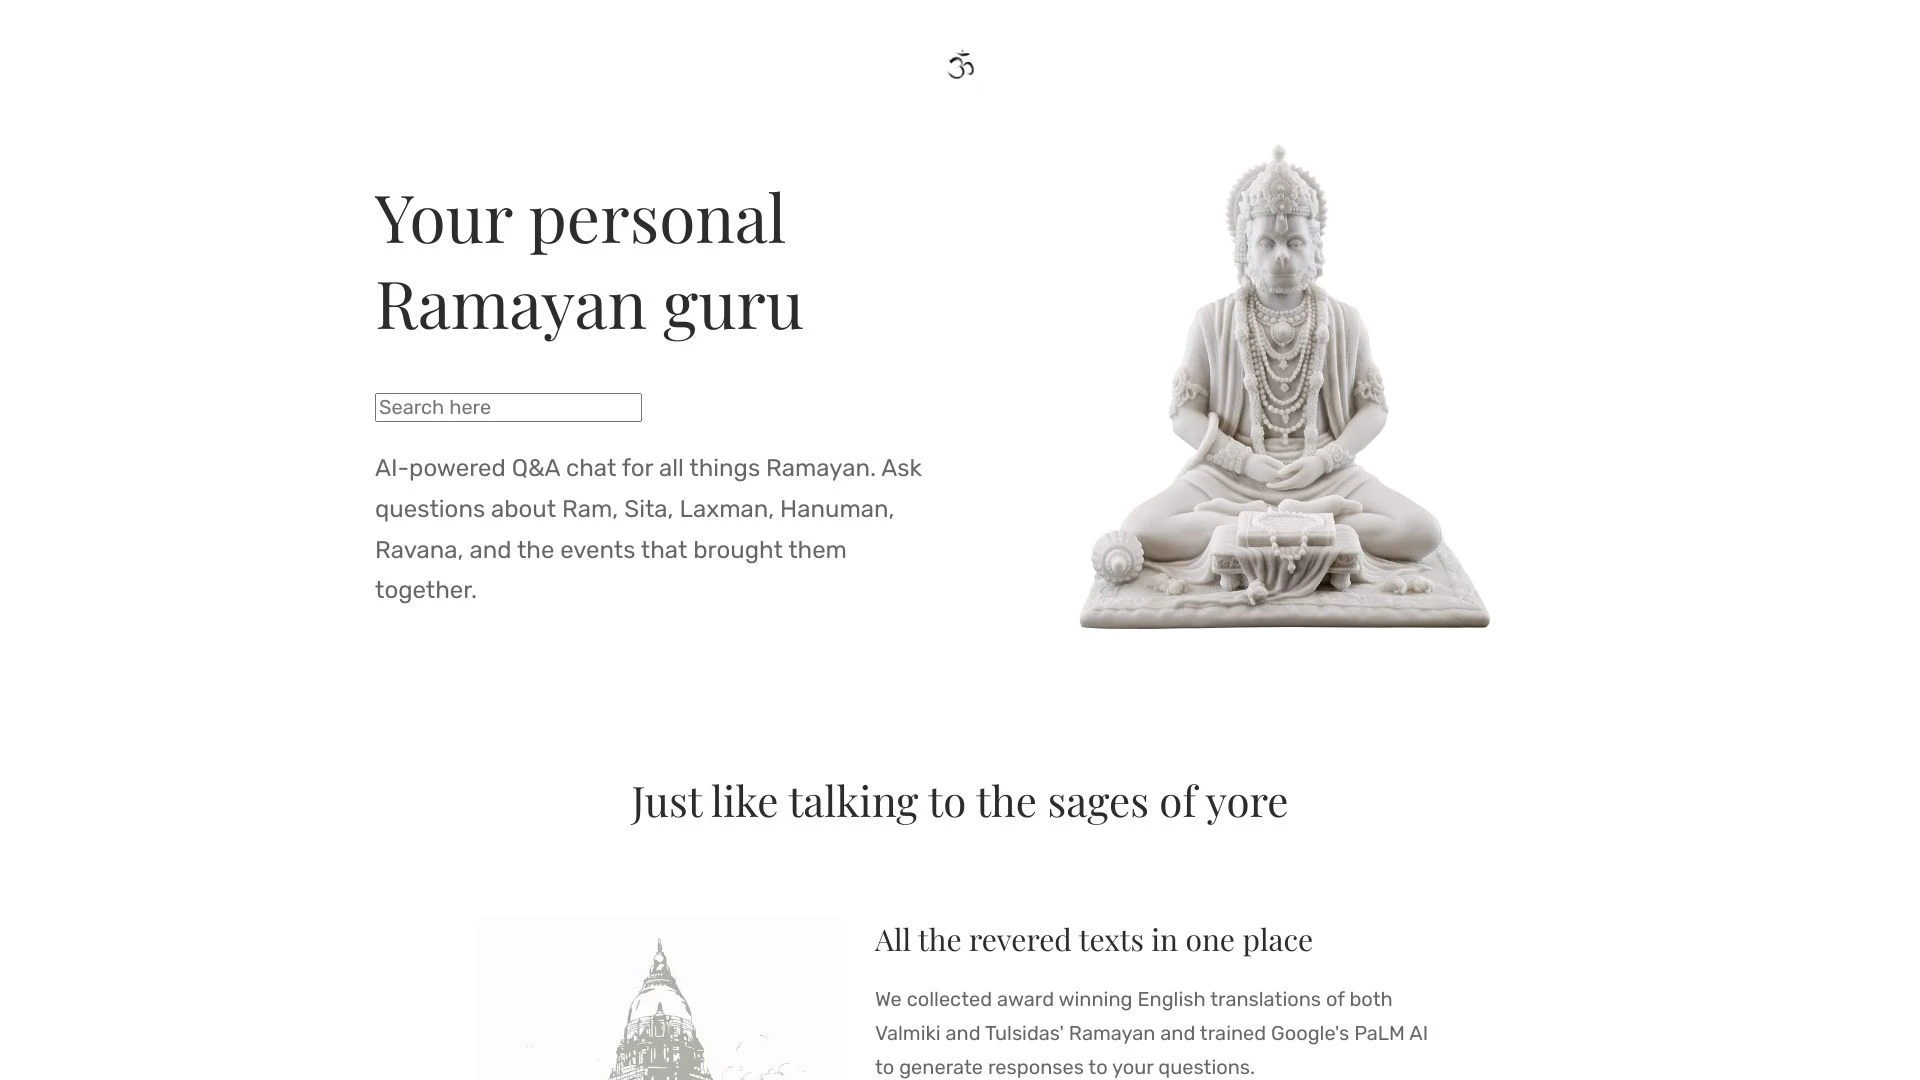 ॐ
Your personal
Ramayan guru
Search here
AI-powered Q&A chat for all things Ramayan. Ask
questions about Ram, Sita, Laxman, Hanuman,
Ravana, and the events that brought them
together.
Just like talking to the sages of yore
All the revered texts in one place
We collected award winning English translations of both
Valmiki and Tulsidas' Ramayan and trained Google's PaLM AI
to generate responses to your questions.